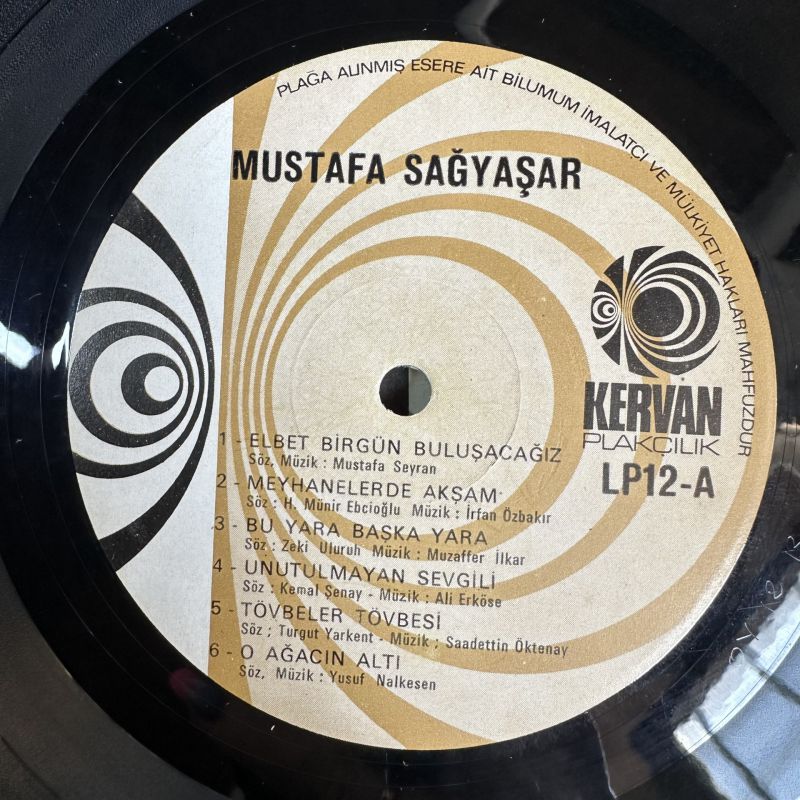 PLAĞA ALINMIŞ ESERE AİT BİLUMUM İMALATCI VE MÜLKİYET HAKLARI MAHFUZDUR
MUSTAFA SAĞYAŞAR
KERVAN
PLAKCILIK
LP12-A
1 - ELBET BİRGÜN BULUŞACAĞIZ
Söz, Müzik : Mustafa Seyran
2 - MEYHANELERDE AKŞAM
Söz : H. Münir Ebcioğlu Müzik : İrfan Özbakır
3 - BU YARA BAŞKA YARA
Söz : Zeki Uluruh Müzik : Muzaffer İlkar
4 - UNUTULMAYAN SEVGİLİ
Söz : Kemal Şenay - Müzik : Ali Erköse
5 - TÖVBELER TÖVBESİ
Söz ; Turgut Yarkent - Müzik ; Saadettin Öktenay
6 - O AĞACIN ALTI
Söz, Müzik : Yusuf Nalkesen